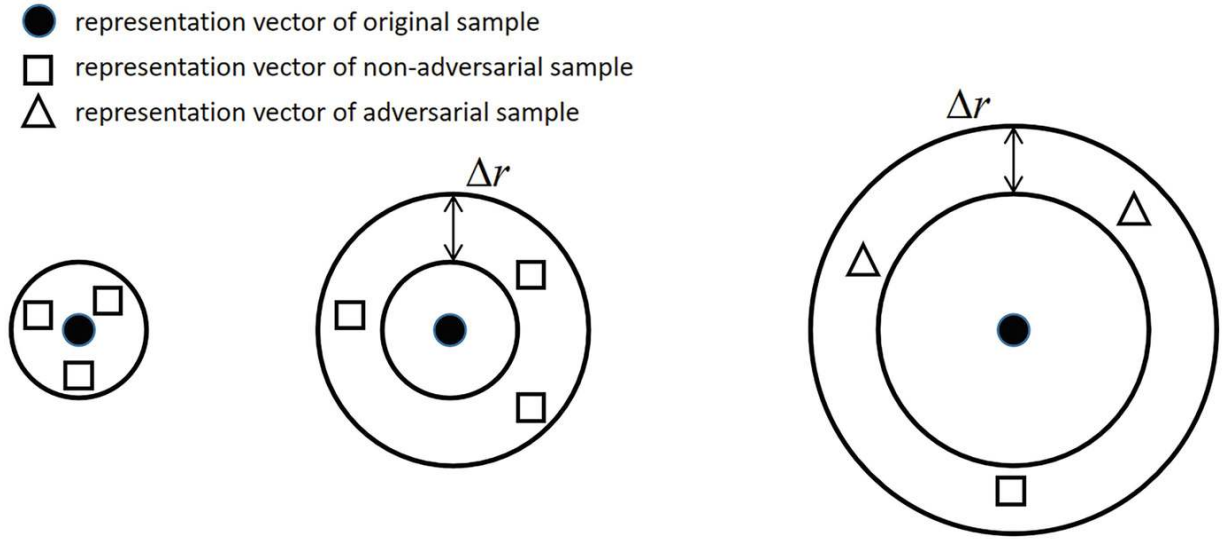 representation vector of original sample
representation vector of non-adversarial sample
representation vector of adversarial sample
Δr
Δr